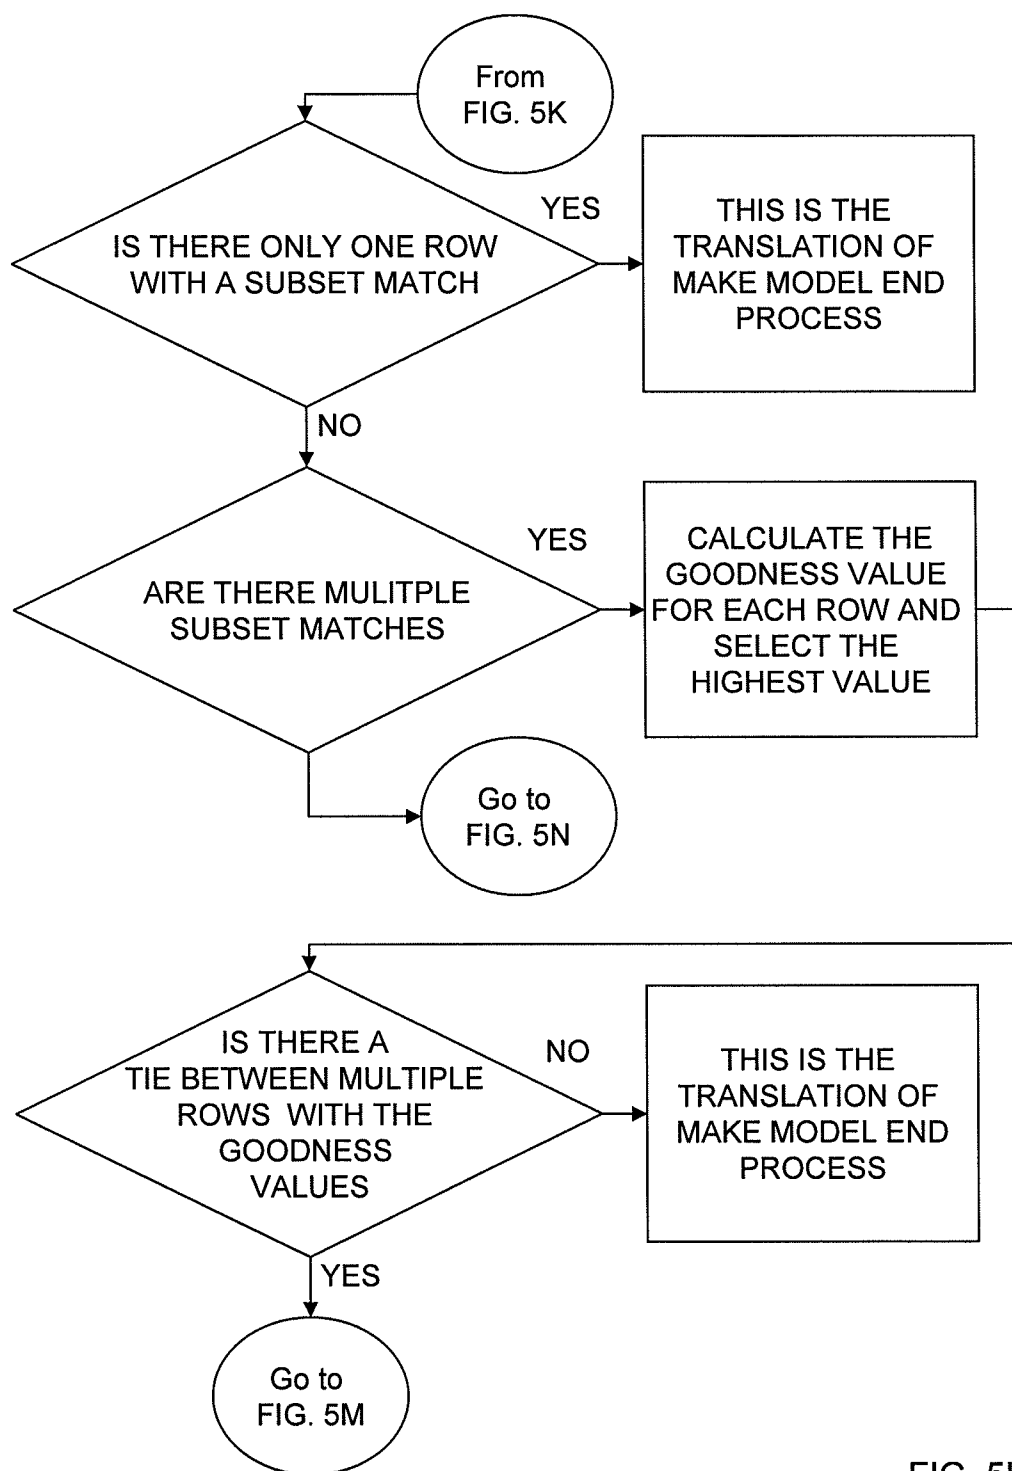 From
FIG. 5K
YES
IS THERE ONLY ONE ROW
WITH A SUBSET MATCH
THIS IS THE
TRANSLATION OF
MAKE MODEL END
PROCESS
NO
YES
ARE THERE MULITPLE
SUBSET MATCHES
CALCULATE THE
GOODNESS VALUE
FOR EACH ROW AND
SELECT THE
HIGHEST VALUE
Go to
FIG. 5N
IS THERE A
TIE BETWEEN MULTIPLE
ROWS WITH THE
GOODNESS
VALUES
NO
THIS IS THE
TRANSLATION OF
MAKE MODEL END
PROCESS
YES
Go to
FIG. 5M
FIG.